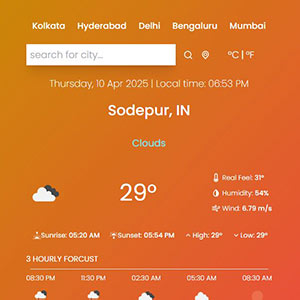 Kolkata Hyderabad Delhi Bengaluru Mumbai
search for city... °C | °F
Thursday, 10 Apr 2025 | Local time: 06:53 PM
Sodepur, IN
Clouds
29°
Real Feel: 31°
Humidity: 54%
Wind: 6.79 m/s
Sunrise: 05:20 AM Sunset: 05:54 PM High: 29° Low: 29°
3 HOURLY FORCUST
08:30 PM 11:30 PM 02:30 AM 05:30 AM 08:30 AM